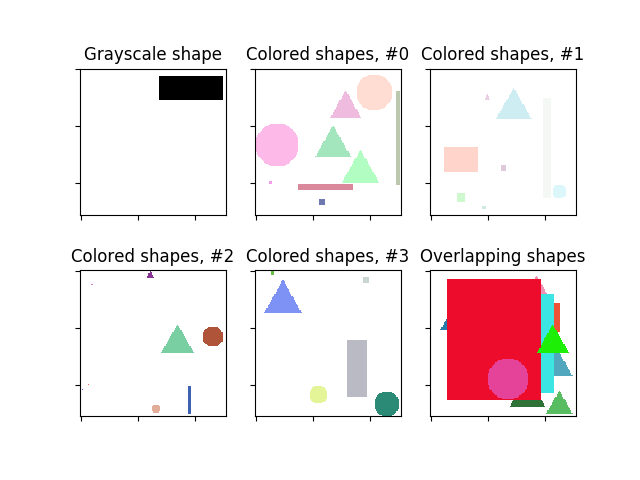 Grayscale shape
Colored shapes, #0
Colored shapes, #1
Colored shapes, #2
Colored shapes, #3
Overlapping shapes